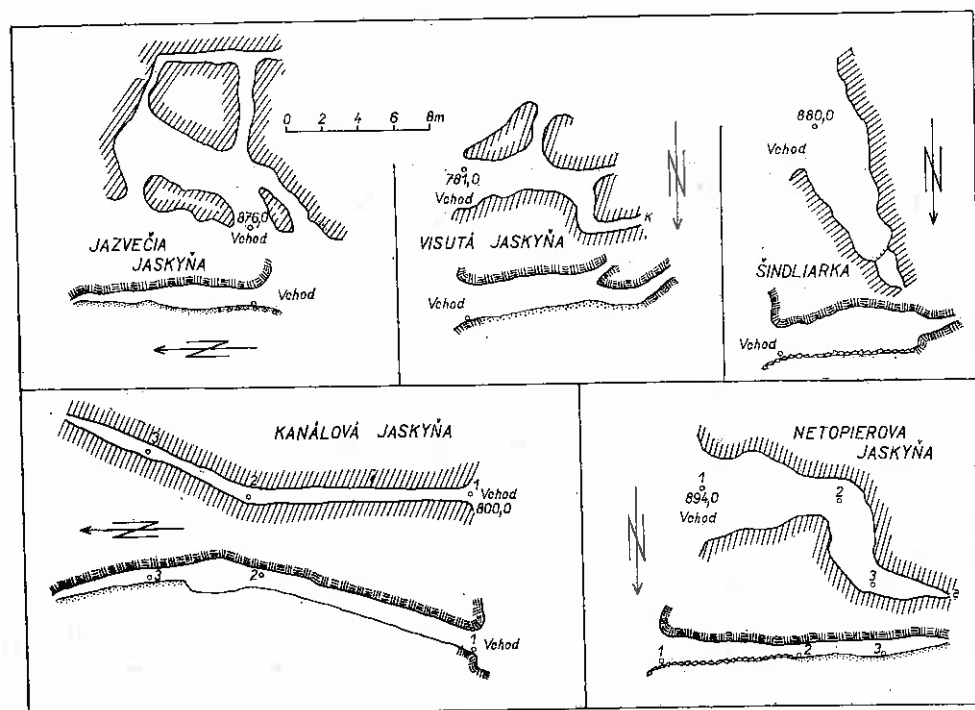 0 2 4 6 8m
876,0
Vchod
JAZVEČIA
JASKYŇA
Vchod
N
781,0
Vchod
K
N
VISUTÁ JASKYŇA
Vchod
880,0
Vchod
N
ŠINDLIARKA
Vchod
KANÁLOVÁ JASKYŇA
3
2
1
Vchod
800,0
N
3
2
1
Vchod
NETOPIEROVA
JASKYŇA
1
894,0
Vchod
2
N
3
1
2
3